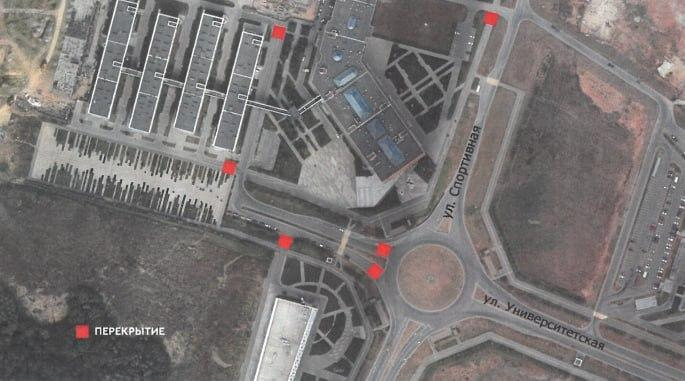 ул. Спортивная
ул. Университетская
ПЕРЕКРЫТИЕ